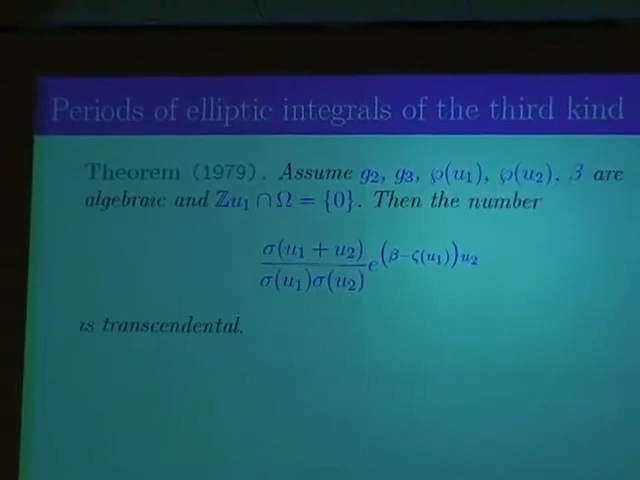 Periods of elliptic integrals of the third kind
Theorem (1979). Assume g₂, g₃, ℘(u₁), ℘(u₂), β are
algebraic and ℤu₁ ∩ Ω = {0}. Then the number
σ(u₁ + u₂)
σ(u₁)σ(u₂)
e^(β−ζ(u₁))u₂
is transcendental.